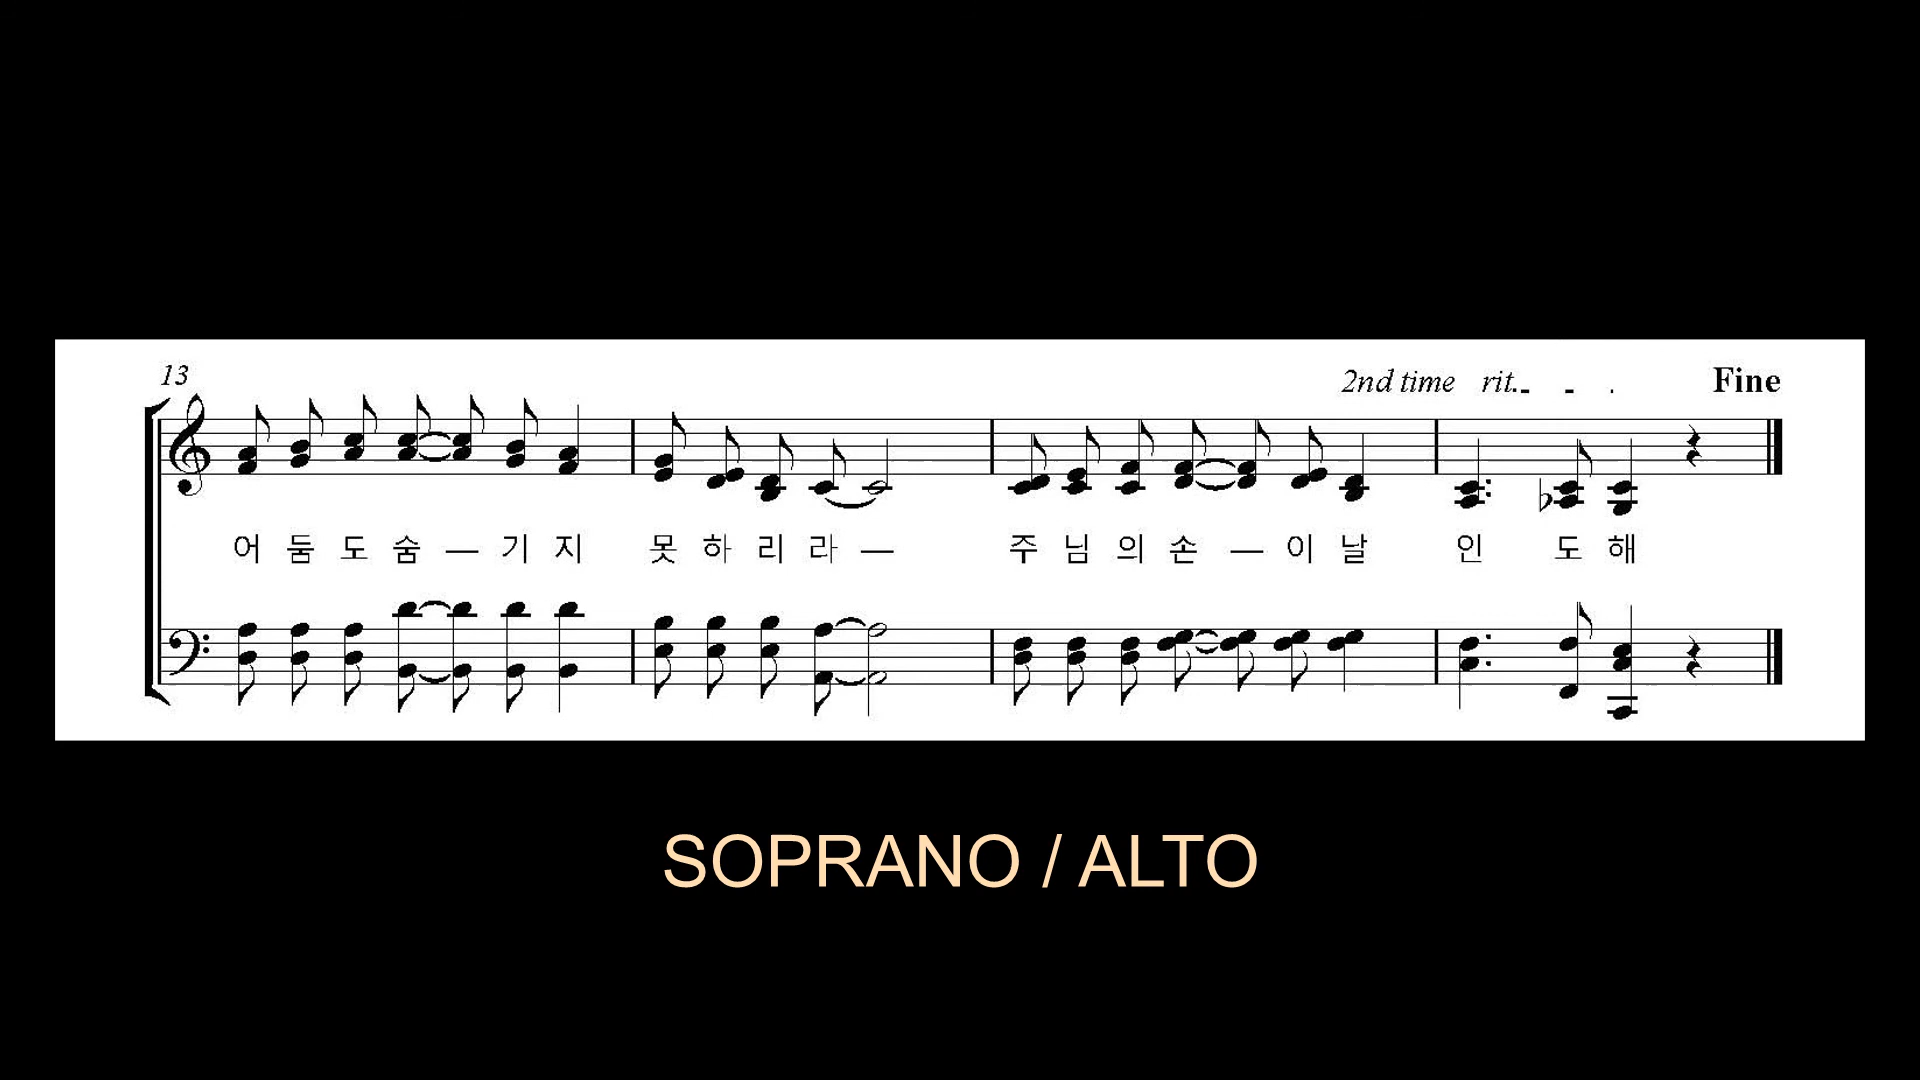 13
2nd time rit. - - .
Fine
어 둠 도 숨 — 기 지 못 하 리 라 — 주 님 의 손 — 이 날 인 도 해
SOPRANO / ALTO